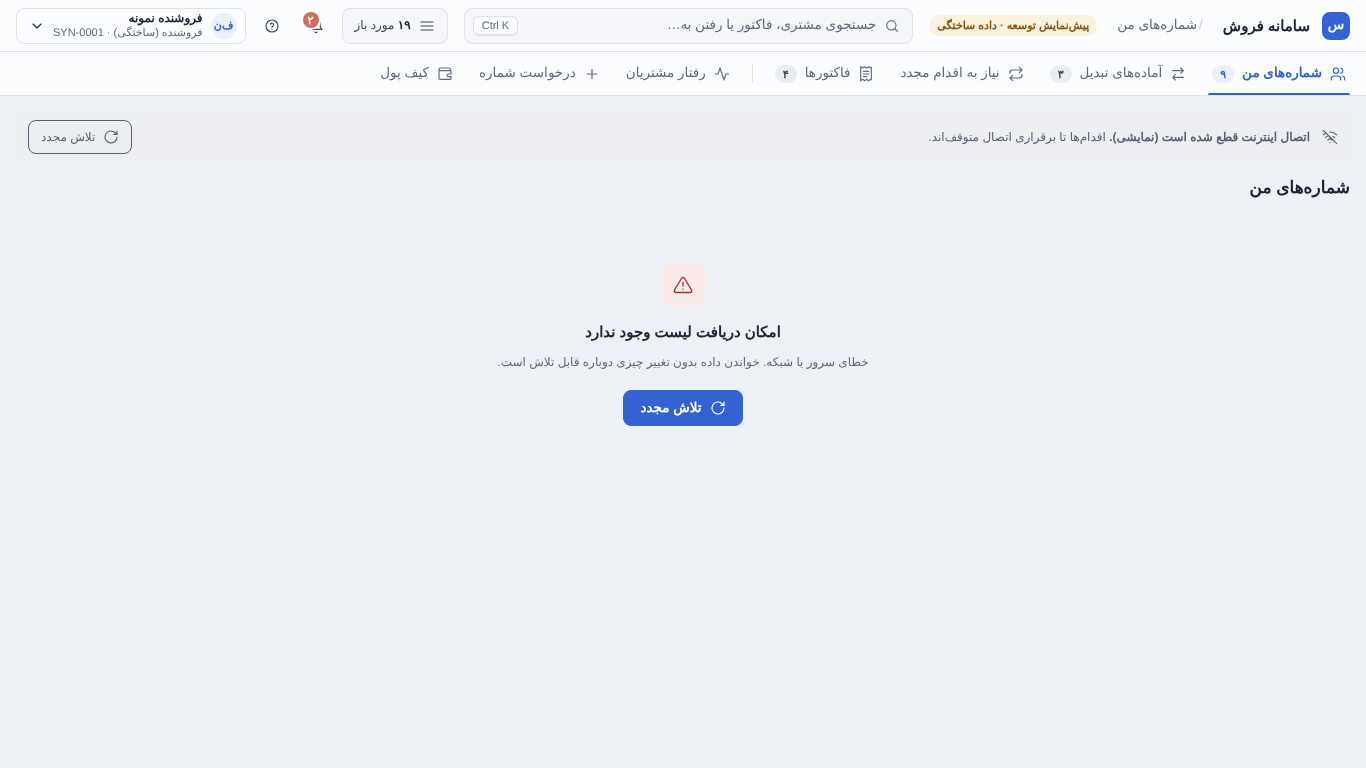 س
سامانه فروش
/ شماره‌های من
پیش‌نمایش توسعه · داده ساختگی
جستجوی مشتری، فاکتور یا رفتن به…
Ctrl K
۱۹ مورد باز
۲
ف‌ن
فروشنده نمونه
فروشنده (ساختگی) · SYN-0001
شماره‌های من ۹
آماده‌های تبدیل ۳
نیاز به اقدام مجدد
فاکتورها ۴
رفتار مشتریان
درخواست شماره
کیف پول
اتصال اینترنت قطع شده است (نمایشی). اقدام‌ها تا برقراری اتصال متوقف‌اند.
تلاش مجدد
شماره‌های من
امکان دریافت لیست وجود ندارد
خطای سرور یا شبکه. خواندن داده بدون تغییر چیزی دوباره قابل تلاش است.
تلاش مجدد